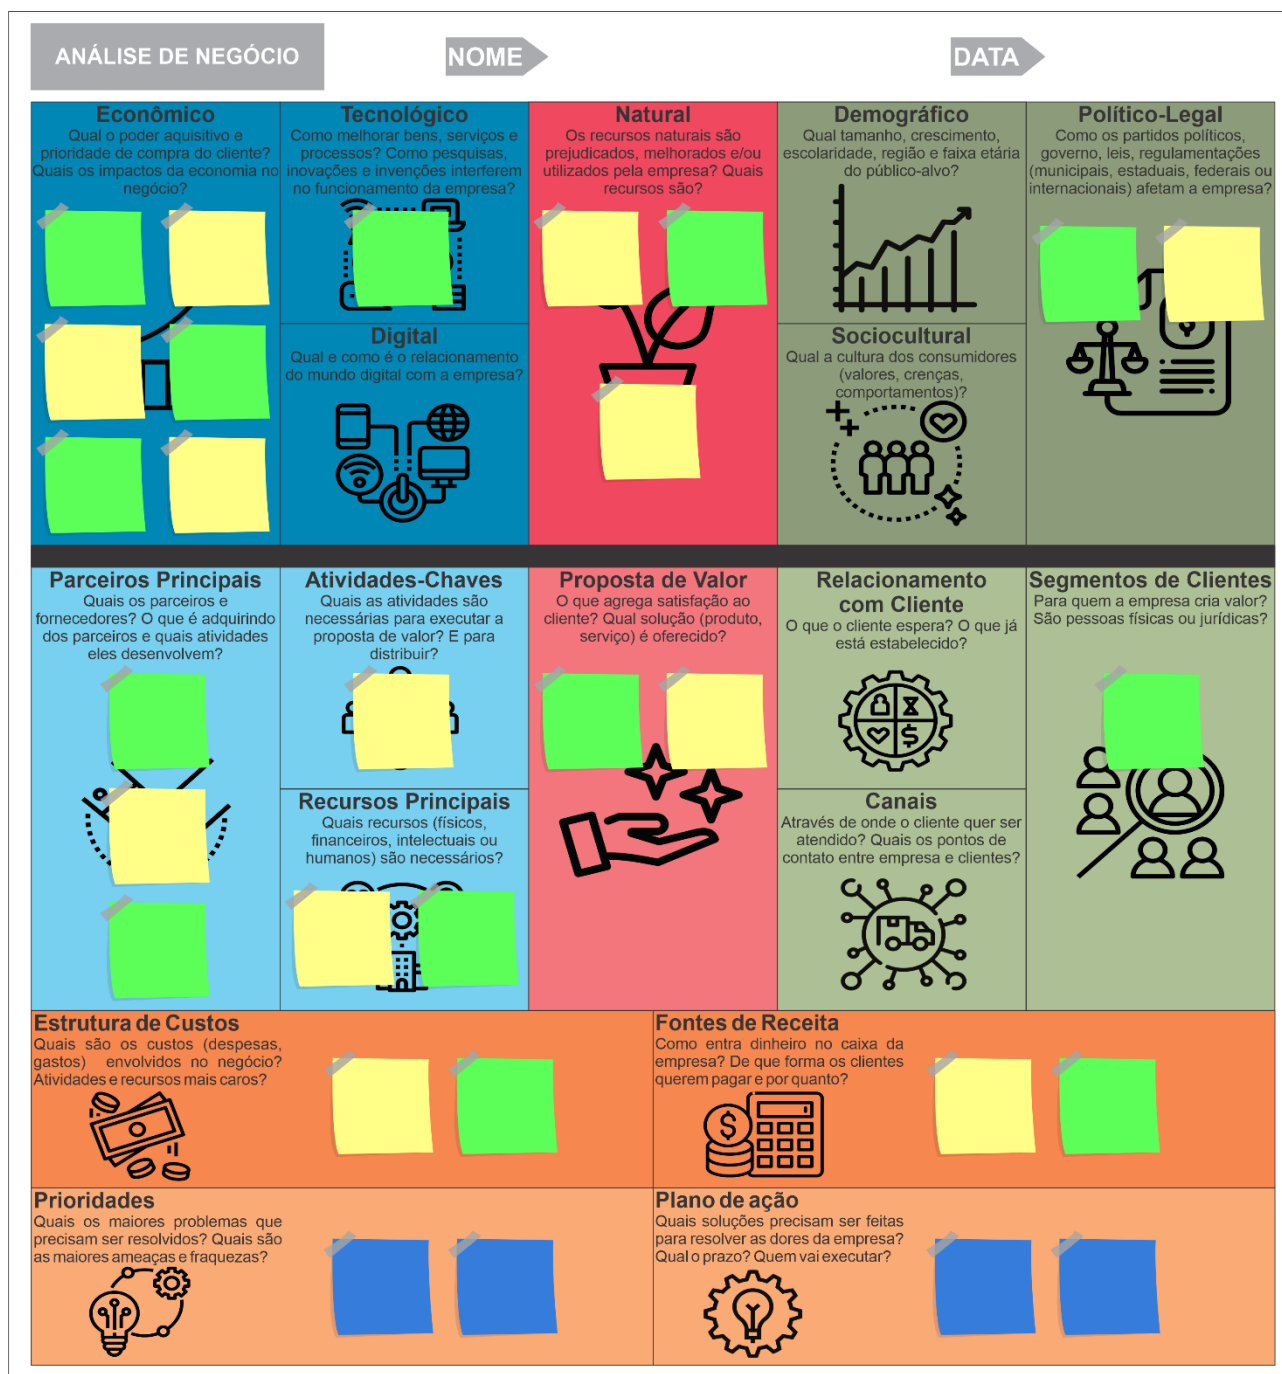 ANÁLISE DE NEGÓCIO
NOME
DATA
Econômico
Qual o poder aquisitivo e
prioridade de compra do cliente?
Quais os impactos da economia no
negócio?
Tecnológico
Como melhorar bens, serviços e
processos? Como pesquisas,
inovações e invenções interferem
no funcionamento da empresa?
Digital
Qual e como é o relacionamento
do mundo digital com a empresa?
Natural
Os recursos naturais são
prejudicados, melhorados e/ou
utilizados pela empresa? Quais
recursos são?
Demográfico
Qual tamanho, crescimento,
escolaridade, região e faixa etária
do público-alvo?
Sociocultural
Qual a cultura dos consumidores
(valores, crenças,
comportamentos)?
Político-Legal
Como os partidos políticos,
governo, leis, regulamentações
(municipais, estaduais, federais ou
internacionais) afetam a empresa?
Parceiros Principais
Quais os parceiros e
fornecedores? O que é adquirindo
dos parceiros e quais atividades
eles desenvolvem?
Atividades-Chaves
Quais as atividades são
necessárias para executar a
proposta de valor? E para
distribuir?
Recursos Principais
Quais recursos (físicos,
financeiros, intelectuais ou
humanos) são necessários?
Proposta de Valor
O que agrega satisfação ao
cliente? Qual solução (produto,
serviço) é oferecido?
Relacionamento
com Cliente
O que o cliente espera? O que já
está estabelecido?
Canais
Através de onde o cliente quer ser
atendido? Quais os pontos de
contato entre empresa e clientes?
Segmentos de Clientes
Para quem a empresa cria valor?
São pessoas físicas ou jurídicas?
Estrutura de Custos
Quais são os custos (despesas,
gastos) envolvidos no negócio?
Atividades e recursos mais caros?
Fontes de Receita
Como entra dinheiro no caixa da
empresa? De que forma os clientes
querem pagar e por quanto?
Prioridades
Quais os maiores problemas que
precisam ser resolvidos? Quais são
as maiores ameaças e fraquezas?
Plano de ação
Quais soluções precisam ser feitas
para resolver as dores da empresa?
Qual o prazo? Quem vai executar?